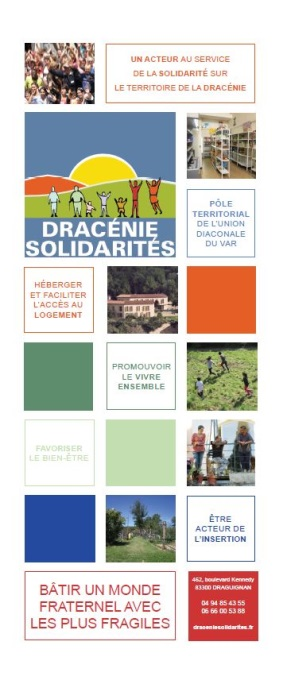 UN ACTEUR AU SERVICE
DE LA SOLIDARITÉ SUR
LE TERRITOIRE DE LA DRACÉNIE
DRACÉNIE
SOLIDARITÉS
PÔLE
TERRITORIAL
DE L'UNION
DIACONALE
DU VAR
HÉBERGER
ET FACILITER
L'ACCÈS AU
LOGEMENT
PROMOUVOIR
LE VIVRE
ENSEMBLE
FAVORISER
LE BIEN-ÊTRE
ÊTRE
ACTEUR DE
L'INSERTION
BÂTIR UN MONDE
FRATERNEL AVEC
LES PLUS FRAGILES
462, boulevard Kennedy
83300 DRAGUIGNAN
04 94 85 43 55
06 66 00 53 88
draceniesolidarites.fr